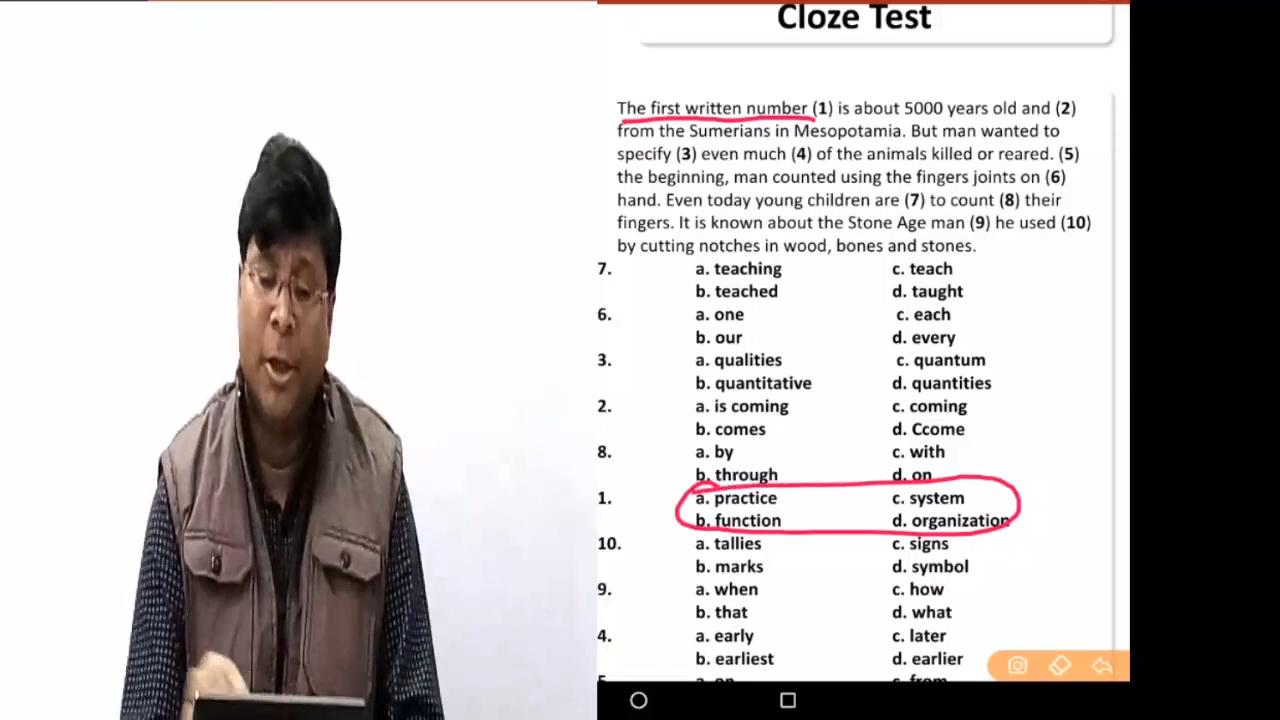 Cloze Test
The first written number (1) is about 5000 years old and (2)
from the Sumerians in Mesopotamia. But man wanted to
specify (3) even much (4) of the animals killed or reared. (5)
the beginning, man counted using the fingers joints on (6)
hand. Even today young children are (7) to count (8) their
fingers. It is known about the Stone Age man (9) he used (10)
by cutting notches in wood, bones and stones.
7. a. teaching c. teach
b. teached d. taught
6. a. one c. each
b. our d. every
3. a. qualities c. quantum
b. quantitative d. quantities
2. a. is coming c. coming
b. comes d. Ccome
8. a. by c. with
b. through d. on
1. a. practice c. system
b. function d. organization
10. a. tallies c. signs
b. marks d. symbol
9. a. when c. how
b. that d. what
4. a. early c. later
b. earliest d. earlier
5. a. on c. from